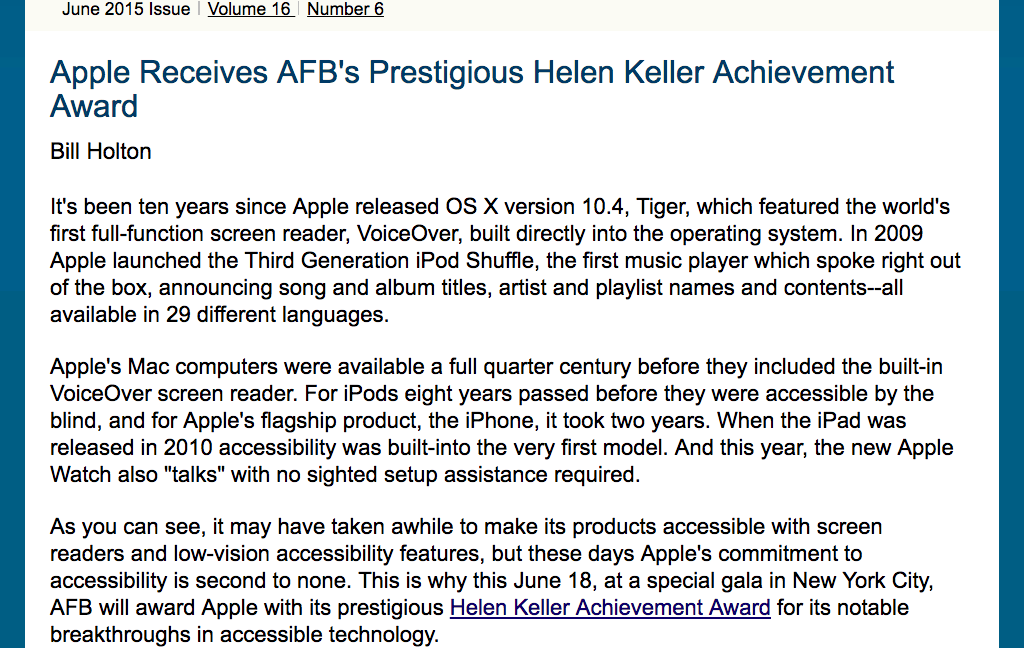 June 2015 Issue | Volume 16 | Number 6
Apple Receives AFB's Prestigious Helen Keller Achievement
Award
Bill Holton
It's been ten years since Apple released OS X version 10.4, Tiger, which featured the world's
first full-function screen reader, VoiceOver, built directly into the operating system. In 2009
Apple launched the Third Generation iPod Shuffle, the first music player which spoke right out
of the box, announcing song and album titles, artist and playlist names and contents--all
available in 29 different languages.
Apple's Mac computers were available a full quarter century before they included the built-in
VoiceOver screen reader. For iPods eight years passed before they were accessible by the
blind, and for Apple's flagship product, the iPhone, it took two years. When the iPad was
released in 2010 accessibility was built-into the very first model. And this year, the new Apple
Watch also "talks" with no sighted setup assistance required.
As you can see, it may have taken awhile to make its products accessible with screen
readers and low-vision accessibility features, but these days Apple's commitment to
accessibility is second to none. This is why this June 18, at a special gala in New York City,
AFB will award Apple with its prestigious Helen Keller Achievement Award for its notable
breakthroughs in accessible technology.